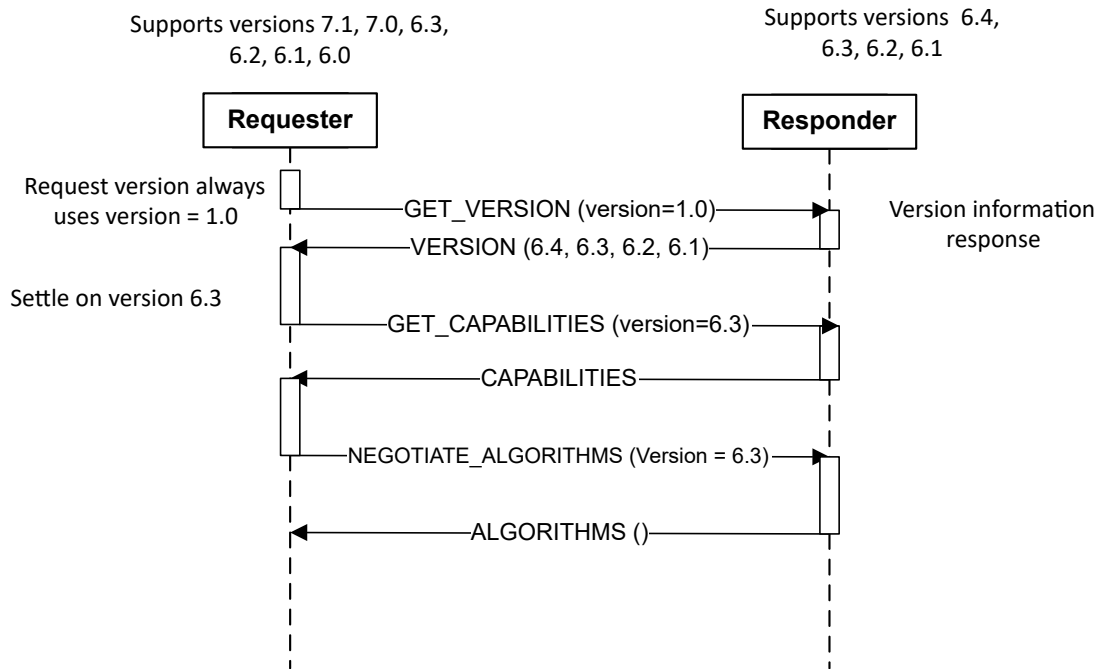 Supports versions 7.1, 7.0, 6.3,
6.2, 6.1, 6.0
Supports versions 6.4,
6.3, 6.2, 6.1
Requester
Responder
Request version always
uses version = 1.0
GET_VERSION (version=1.0)
Version information
response
VERSION (6.4, 6.3, 6.2, 6.1)
Settle on version 6.3
GET_CAPABILITIES (version=6.3)
CAPABILITIES
NEGOTIATE_ALGORITHMS (Version = 6.3)
ALGORITHMS ()